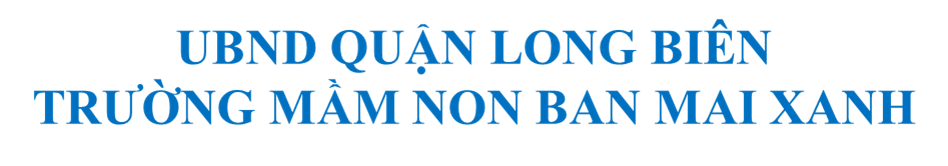 UBND QUẬN LONG BIÊN
TRƯỜNG MẦM NON BAN MAI XANH